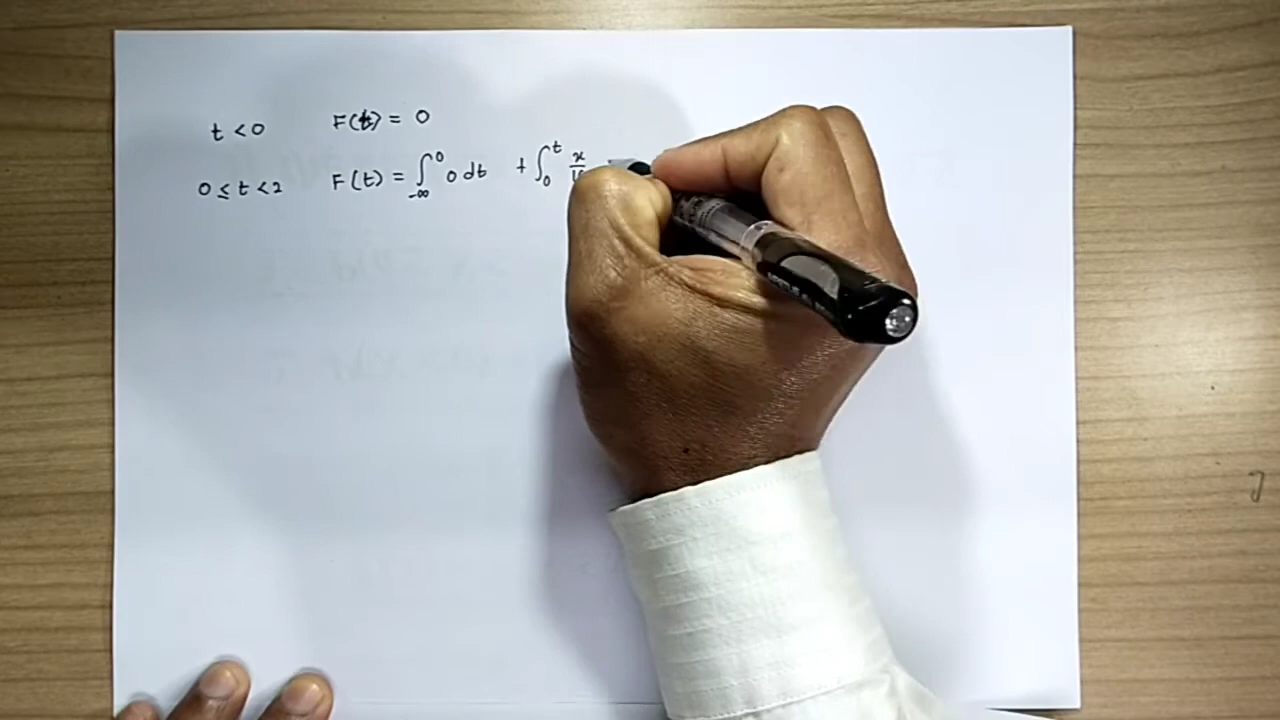 t < 0 F(t) = 0
0 ≤ t < 2 F(t) = ∫_{-∞}^{0} 0 dt + ∫_{0}^{t} x